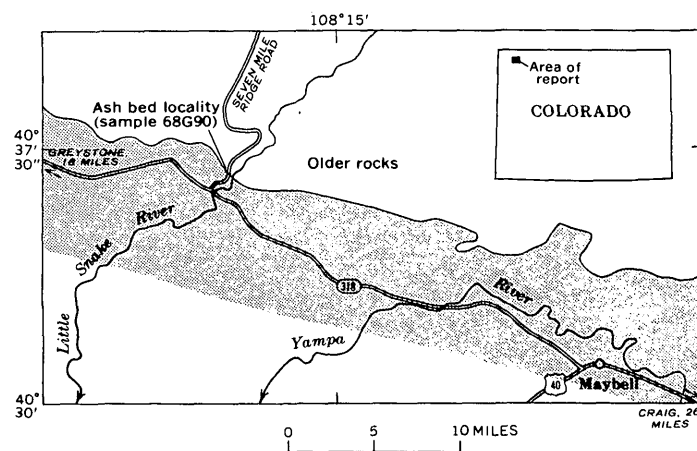 108° 15'
SEVEN MILE
RIDGE ROAD
Area of
report
COLORADO
Ash bed locality
(sample 68G90)
40°
37'
30"
GREYSTONE
18 MILES
Older rocks
Little Snake River
318
Yampa River
40
Maybell
40°
30'
CRAIG, 26
MILES
0 5 10 MILES